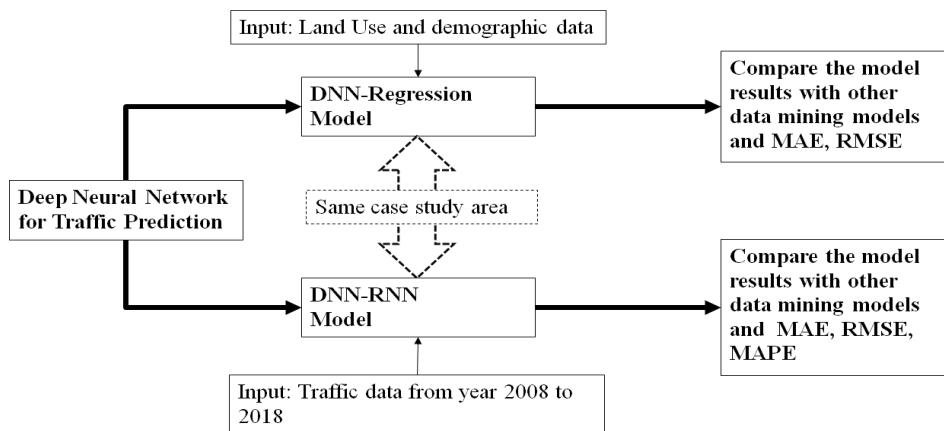 Input: Land Use and demographic data
DNN-Regression
Model
Compare the model
results with other
data mining models
and MAE, RMSE
Deep Neural Network
for Traffic Prediction
Same case study area
DNN-RNN
Model
Compare the model
results with other
data mining models
and MAE, RMSE,
MAPE
Input: Traffic data from year 2008 to
2018